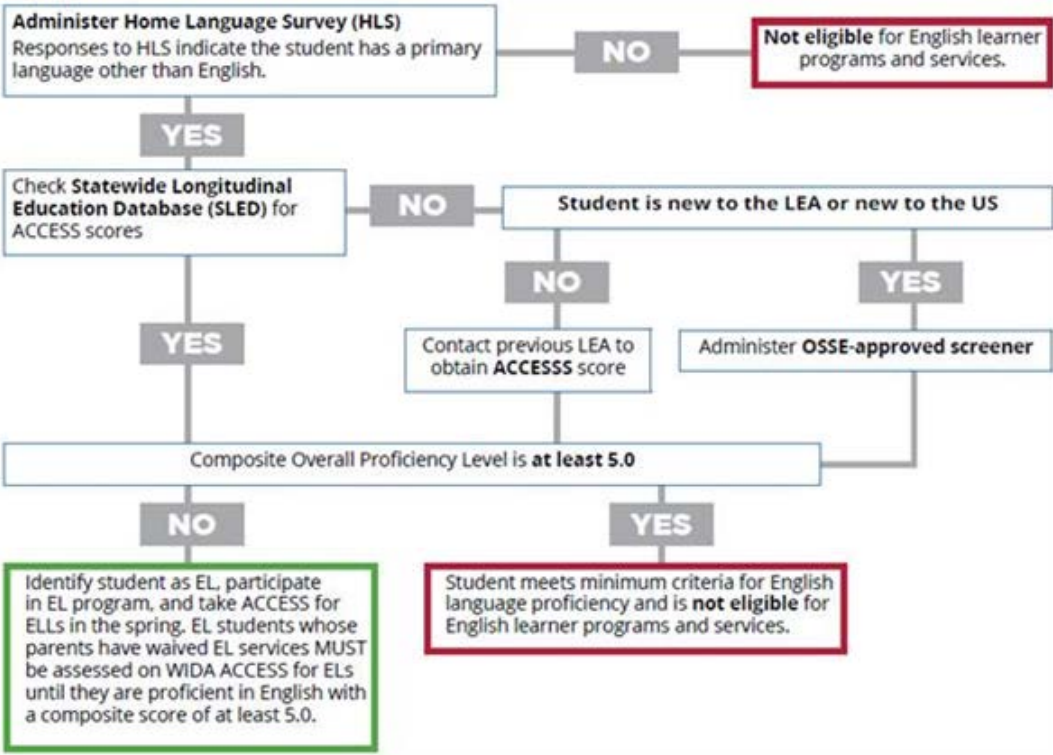 Administer Home Language Survey (HLS)
Responses to HLS indicate the student has a primary
language other than English.
NO
Not eligible for English learner
programs and services.
YES
Check Statewide Longitudinal
Education Database (SLED) for
ACCESS scores
NO
Student is new to the LEA or new to the US
NO
YES
YES
Contact previous LEA to
obtain ACCESSS score
Administer OSSE-approved screener
Composite Overall Proficiency Level is at least 5.0
NO
YES
Identify student as EL, participate
in EL program, and take ACCESS for
ELLs in the spring. EL students whose
parents have waived EL services MUST
be assessed on WIDA ACCESS for ELs
until they are proficient in English with
a composite score of at least 5.0.
Student meets minimum criteria for English
language proficiency and is not eligible for
English learner programs and services.